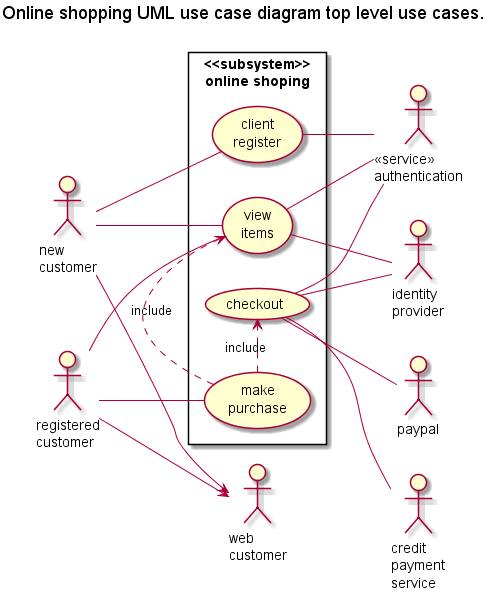 Online shopping UML use case diagram top level use cases.
<<subsystem>>
online shoping
client
register
«service»
authentication
view
items
new
customer
identity
provider
checkout
include
include
make
purchase
registered
customer
paypal
web
customer
credit
payment
service